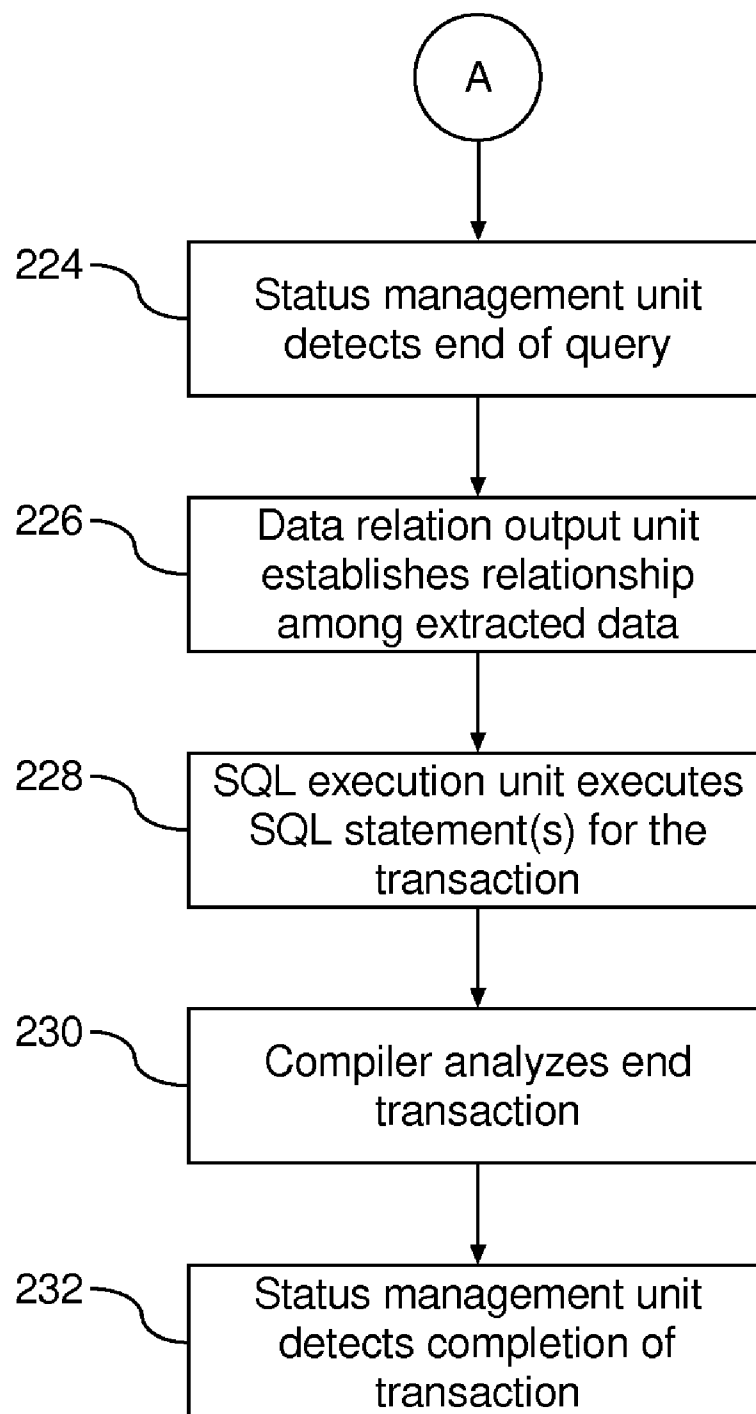 A
224
Status management unit
detects end of query
226
Data relation output unit
establishes relationship
among extracted data
228
SQL execution unit executes
SQL statement(s) for the
transaction
230
Compiler analyzes end
transaction
232
Status management unit
detects completion of
transaction